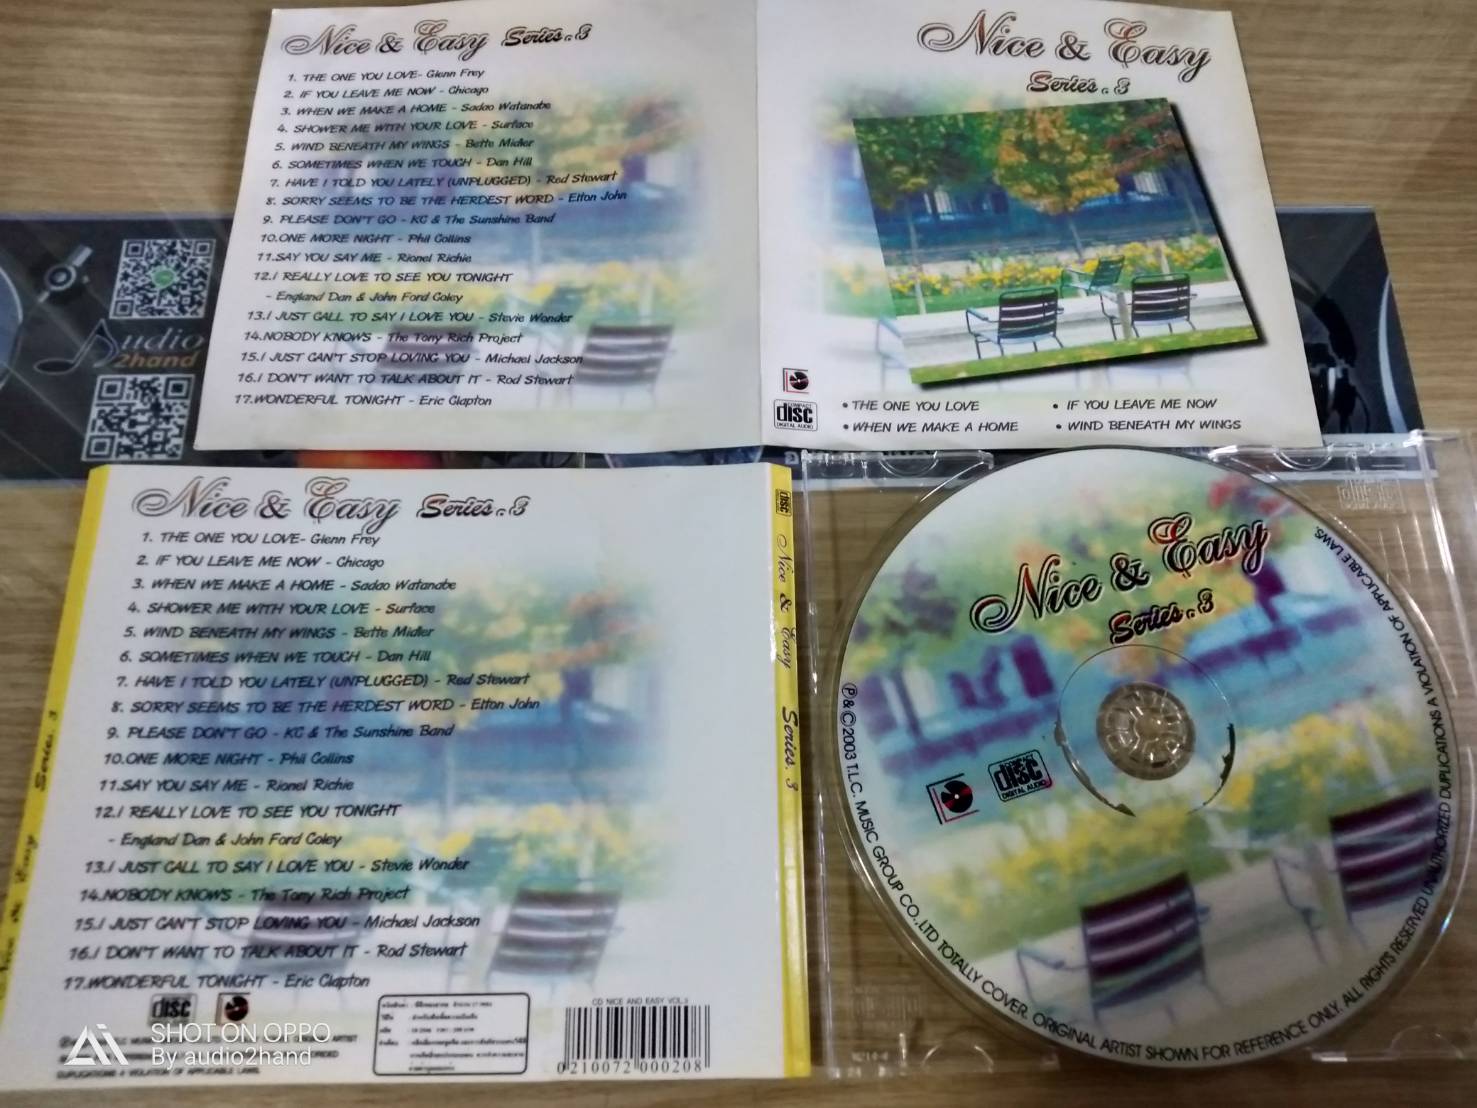 Nice & Easy Series.3
1. THE ONE YOU LOVE- Glenn Frey
2. IF YOU LEAVE ME NOW - Chicago
3. WHEN WE MAKE A HOME - Sadao Watanabe
4. SHOWER ME WITH YOUR LOVE - Surface
5. WIND BENEATH MY WINGS - Bette Midler
6. SOMETIMES WHEN WE TOUCH - Dan Hill
7. HAVE I TOLD YOU LATELY (UNPLUGGED) - Rod Stewart
8. SORRY SEEMS TO BE THE HERDEST WORD - Elton John
9. PLEASE DON'T GO - KC & The Sunshine Band
10.ONE MORE NIGHT - Phil Collins
11.SAY YOU SAY ME - Rionel Richie
12.I REALLY LOVE TO SEE YOU TONIGHT
- England Dan & John Ford Coley
13.I JUST CALL TO SAY I LOVE YOU - Stevie Wonder
14.NOBODY KNOWS - The Tony Rich Project
15.I JUST CAN'T STOP LOVING YOU - Michael Jackson
16.I DON'T WANT TO TALK ABOUT IT - Rod Stewart
17.WONDERFUL TONIGHT - Eric Clapton
Nice & Easy
Series.3
COMPACT
disc
DIGITAL AUDIO
• THE ONE YOU LOVE
• IF YOU LEAVE ME NOW
• WHEN WE MAKE A HOME
• WIND BENEATH MY WINGS
Audio
2hand
Nice & Easy Series.3
1. THE ONE YOU LOVE- Glenn Frey
2. IF YOU LEAVE ME NOW - Chicago
3. WHEN WE MAKE A HOME - Sadao Watanabe
4. SHOWER ME WITH YOUR LOVE - Surface
5. WIND BENEATH MY WINGS - Bette Midler
6. SOMETIMES WHEN WE TOUCH - Dan Hill
7. HAVE I TOLD YOU LATELY (UNPLUGGED) - Rod Stewart
8. SORRY SEEMS TO BE THE HERDEST WORD - Elton John
9. PLEASE DON'T GO - KC & The Sunshine Band
10.ONE MORE NIGHT - Phil Collins
11.SAY YOU SAY ME - Rionel Richie
12.I REALLY LOVE TO SEE YOU TONIGHT
- England Dan & John Ford Coley
13.I JUST CALL TO SAY I LOVE YOU - Stevie Wonder
14.NOBODY KNOWS - The Tony Rich Project
15.I JUST CAN'T STOP LOVING YOU - Michael Jackson
16.I DON'T WANT TO TALK ABOUT IT - Rod Stewart
17.WONDERFUL TONIGHT - Eric Clapton
disc
CD NICE AND EASY VOL.3
0210072 000208
DUPLICATIONS A VIOLATION OF APPLICABLE LAWS.
SHOT ON OPPO
By audio2hand
Nice & Easy Series. 3
Series. 3
Nice & Easy
Series.3
COMPACT
disc
DIGITAL AUDIO
℗ & ©2003 T.L.C. MUSIC GROUP CO.,LTD TOTALLY COVER. ORIGINAL ARTIST SHOWN FOR REFERENCE ONLY. ALL RIGHTS RESERVED UNAUTHORIZED DUPLICATIONS A VIOLATION OF APPLICABLE LAWS.